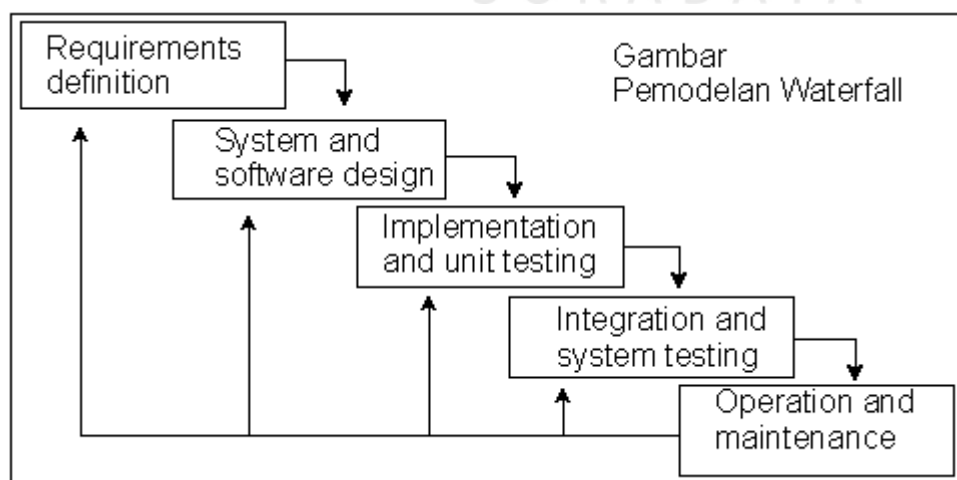 Requirements
definition
Gambar
Pemodelan Waterfall
System and
software design
Implementation
and unit testing
Integration and
system testing
Operation and
maintenance